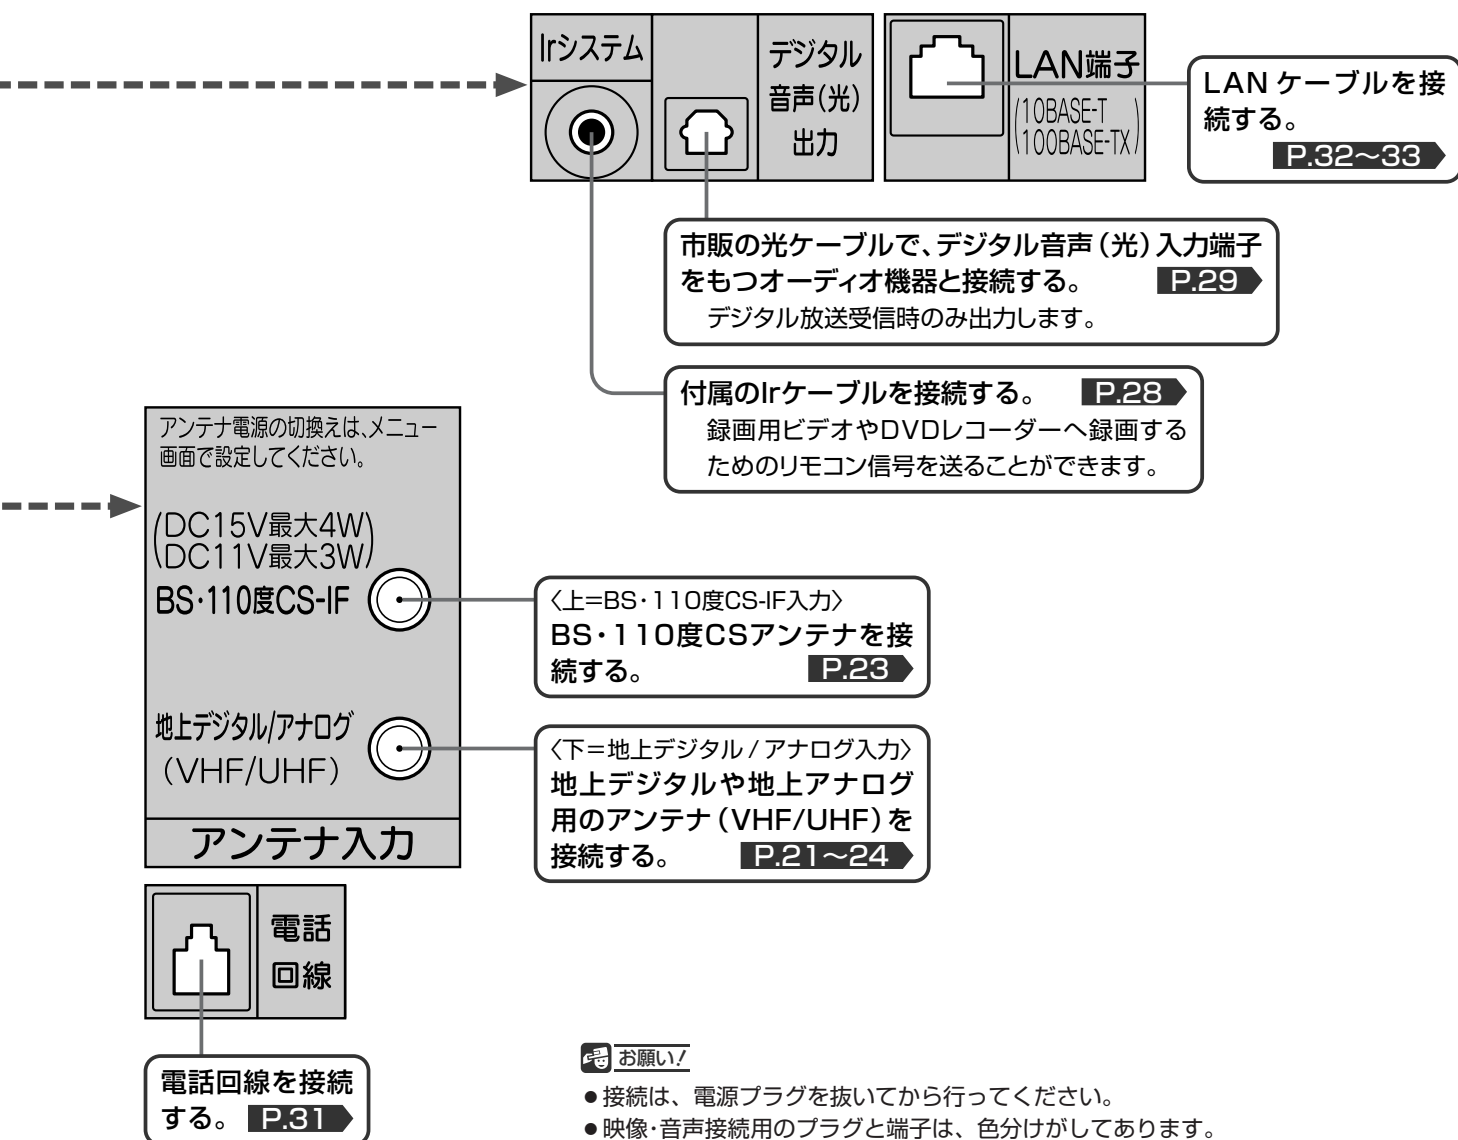 Irシステム
デジタル
音声(光)
出力
LAN端子
(10BASE-T
100BASE-TX)
LAN ケーブルを接
続する。
P.32〜33
市販の光ケーブルで、デジタル音声(光)入力端子
をもつオーディオ機器と接続する。 P.29
デジタル放送受信時のみ出力します。
付属のIrケーブルを接続する。 P.28
録画用ビデオやDVDレコーダーへ録画する
ためのリモコン信号を送ることができます。
アンテナ電源の切換えは、メニュー
画面で設定してください。
(DC15V最大4W)
(DC11V最大3W)
BS・110度CS-IF
〈上=BS・110度CS-IF入力〉
BS・110度CSアンテナを接
続する。 P.23
地上デジタル/アナログ
(VHF/UHF)
〈下=地上デジタル / アナログ入力〉
地上デジタルや地上アナログ
用のアンテナ(VHF/UHF)を
接続する。 P.21〜24
アンテナ入力
電話
回線
電話回線を接続
する。 P.31
お願い!
●接続は、電源プラグを抜いてから行ってください。
●映像・音声接続用のプラグと端子は、色分けがしてあります。